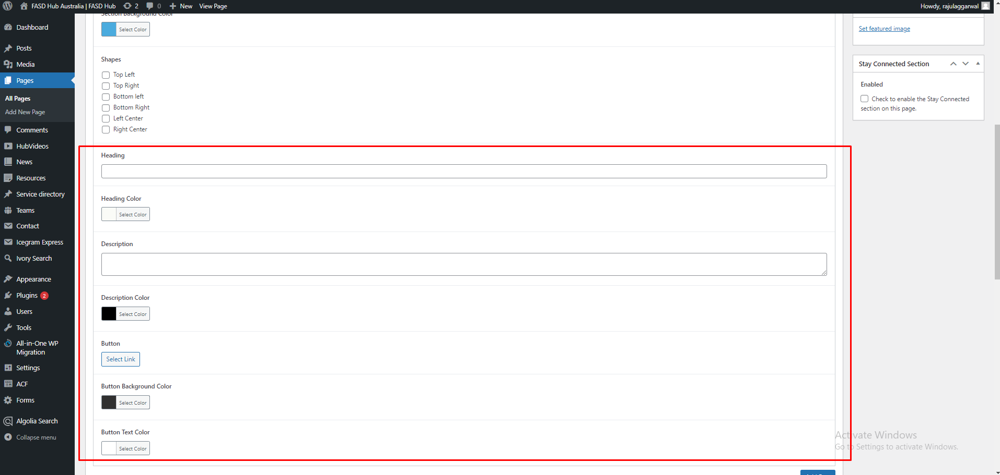 FASD Hub Australia | FASD Hub 2 0 New View Page Howdy, rajulaggarwal
Dashboard
Posts
Media
Pages
All Pages
Add New Page
Comments
HubVideos
News
Resources
Service directory
Teams
Contact
Icegram Express
Ivory Search
Appearance
Plugins 2
Users
Tools
All-in-One WP
Migration
Settings
ACF
Forms
Algolia Search
Collapse menu
Section Background Color
Select Color
Shapes
Top Left
Top Right
Bottom left
Bottom Right
Left Center
Right Center
Heading
Heading Color
Select Color
Description
Description Color
Select Color
Button
Select Link
Button Background Color
Select Color
Button Text Color
Select Color
Set featured image
Stay Connected Section
Enabled
Check to enable the Stay Connected
section on this page.
Activate Windows
Go to Settings to activate Windows.